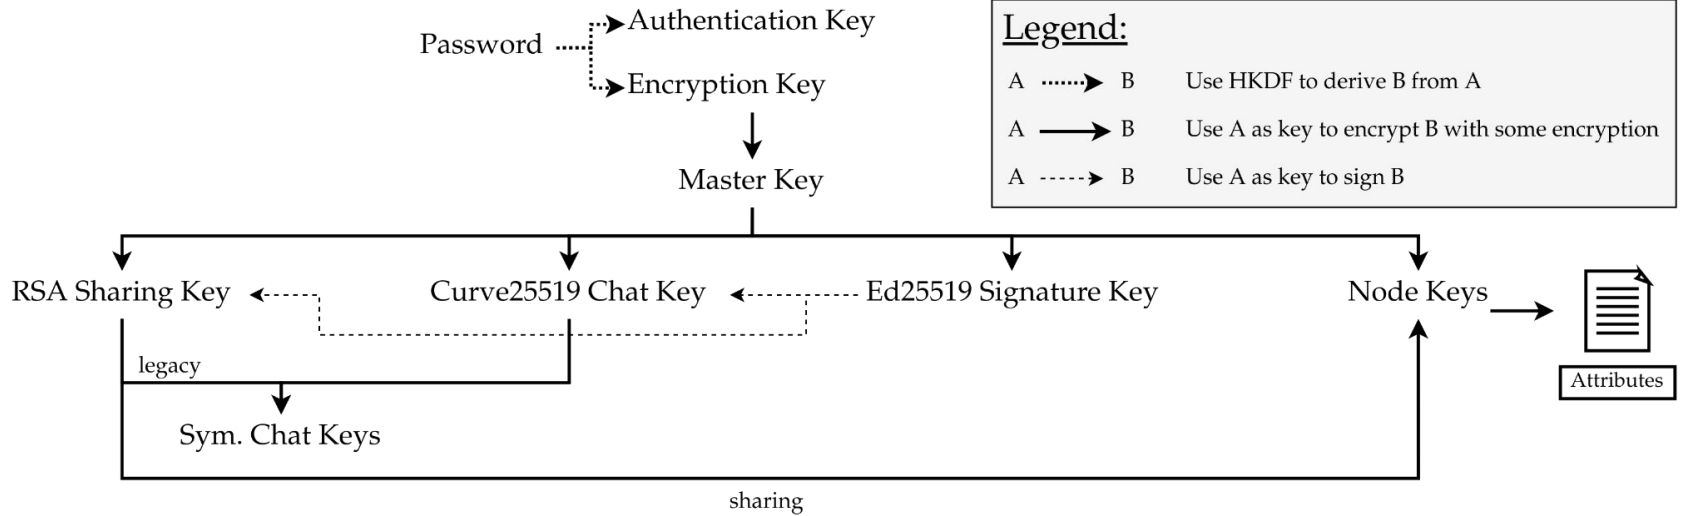 Password
Authentication Key
Encryption Key
Master Key
Legend:
A B Use HKDF to derive B from A
A B Use A as key to encrypt B with some encryption
A B Use A as key to sign B
RSA Sharing Key
Curve25519 Chat Key
Ed25519 Signature Key
Node Keys
Attributes
legacy
Sym. Chat Keys
sharing